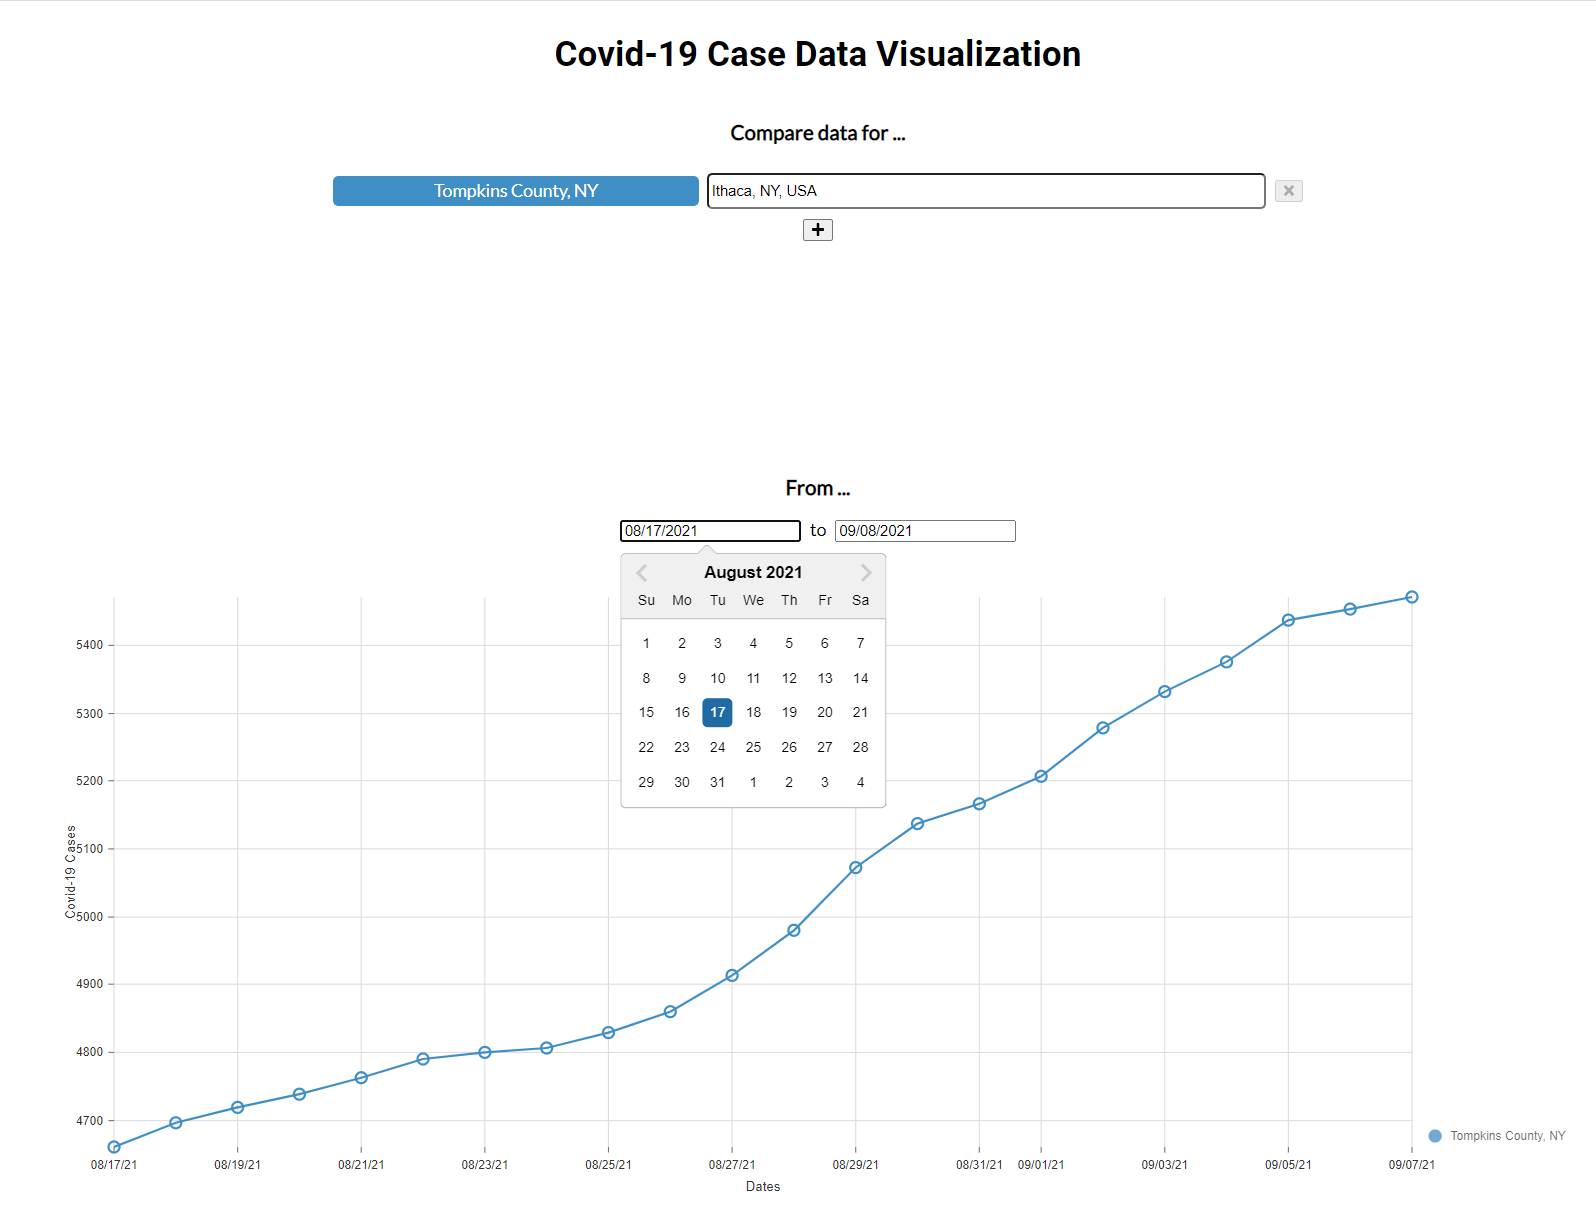 Covid-19 Case Data Visualization
Compare data for ...
Tompkins County, NY
Ithaca, NY, USA
From ...
08/17/2021 to 09/08/2021
August 2021
Su Mo Tu We Th Fr Sa
1 2 3 4 5 6 7
8 9 10 11 12 13 14
15 16 17 18 19 20 21
22 23 24 25 26 27 28
29 30 31 1 2 3 4
5400
5300
5200
5100
5000
4900
4800
4700
Covid-19 Cases
08/17/21 08/19/21 08/21/21 08/23/21 08/25/21 08/27/21 08/29/21 08/31/21 09/01/21 09/03/21 09/05/21 09/07/21
Dates
Tompkins County, NY